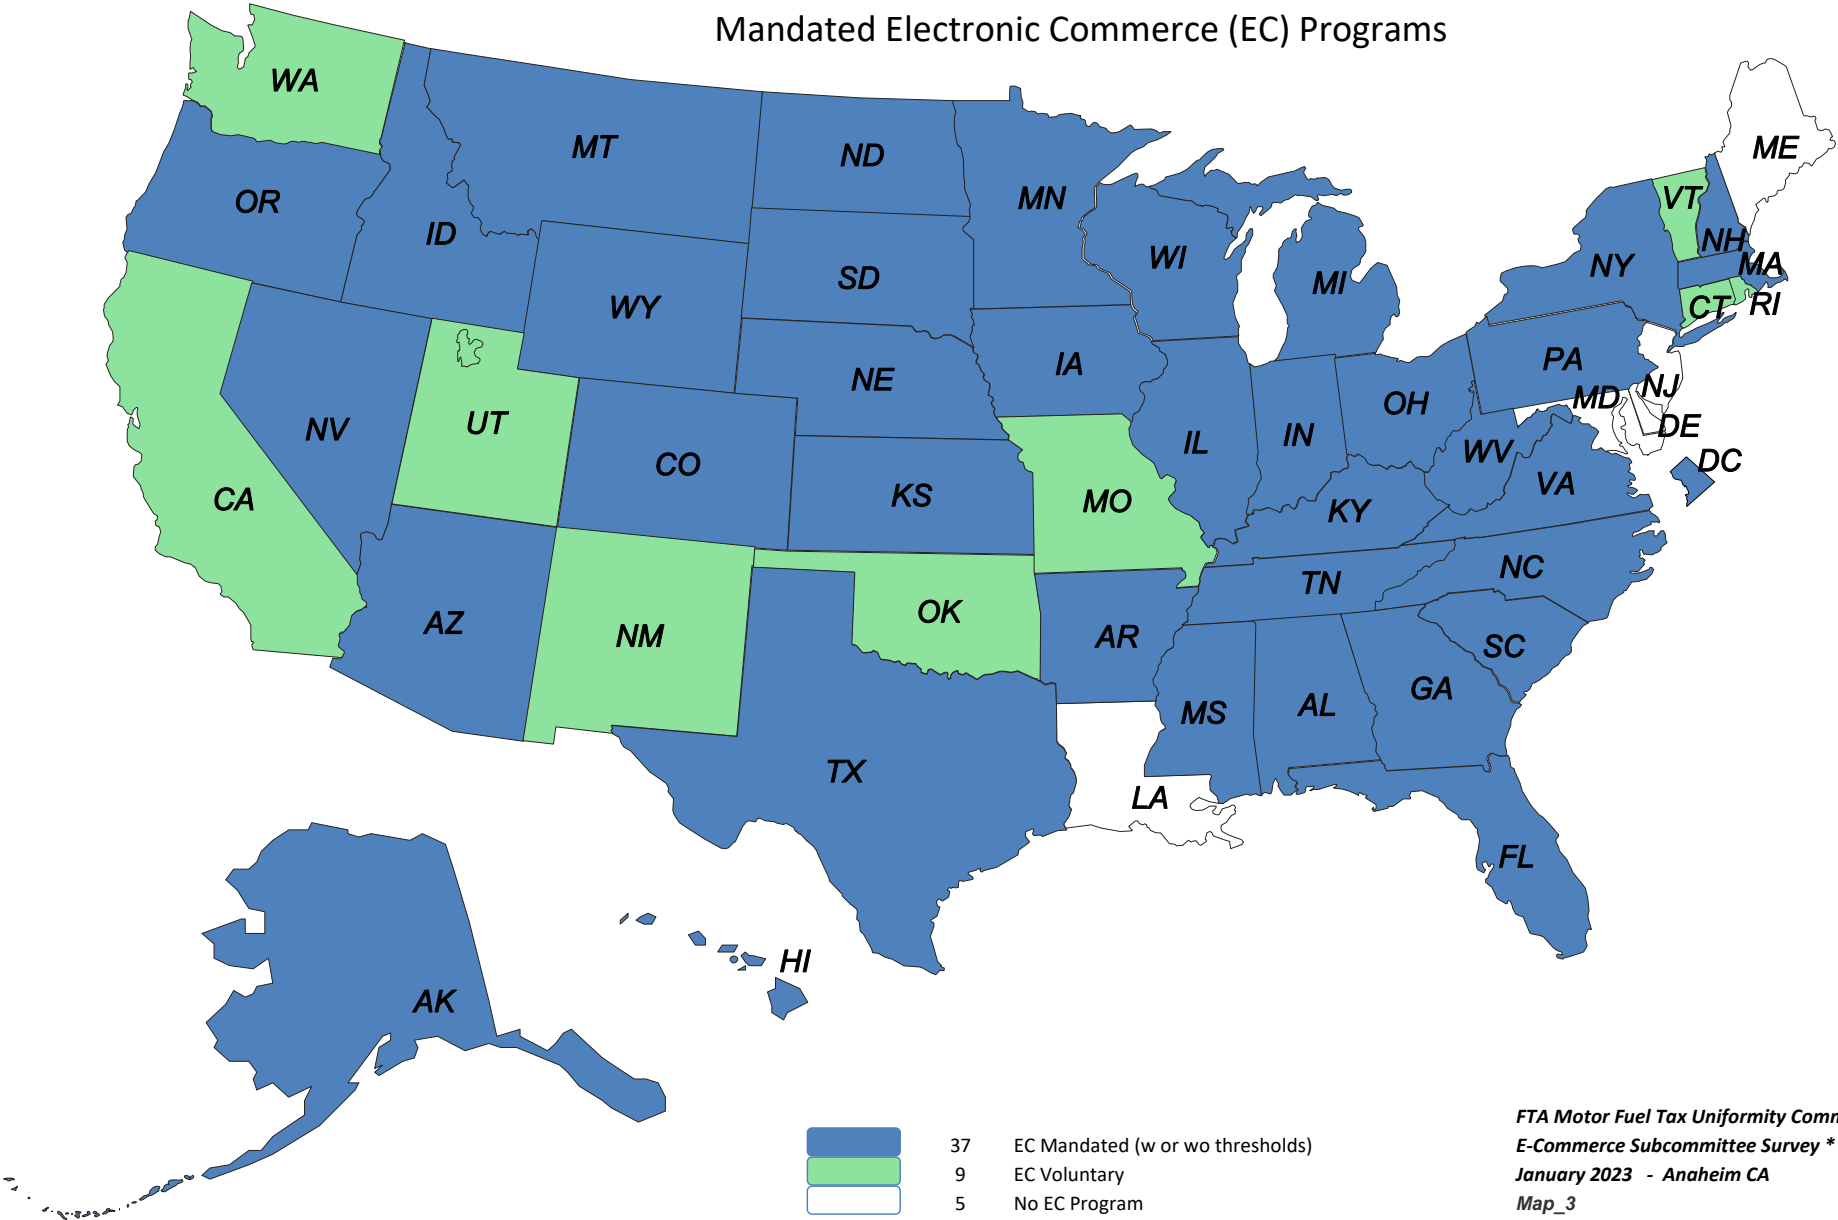 Mandated Electronic Commerce (EC) Programs
WA
MT
ND
MN
ME
OR
ID
VT
NH
WI
NY
MA
SD
MI
WY
CT
RI
IA
PA
NE
NJ
MD
OH
UT
NV
DE
IN
IL
WV
CO
DC
VA
KS
CA
MO
KY
NC
TN
OK
AZ
NM
AR
SC
GA
MS
AL
TX
LA
FL
HI
AK
37 EC Mandated (w or wo thresholds)
9 EC Voluntary
5 No EC Program
FTA Motor Fuel Tax Uniformity Comm
E-Commerce Subcommittee Survey *
January 2023 - Anaheim CA
Map_3